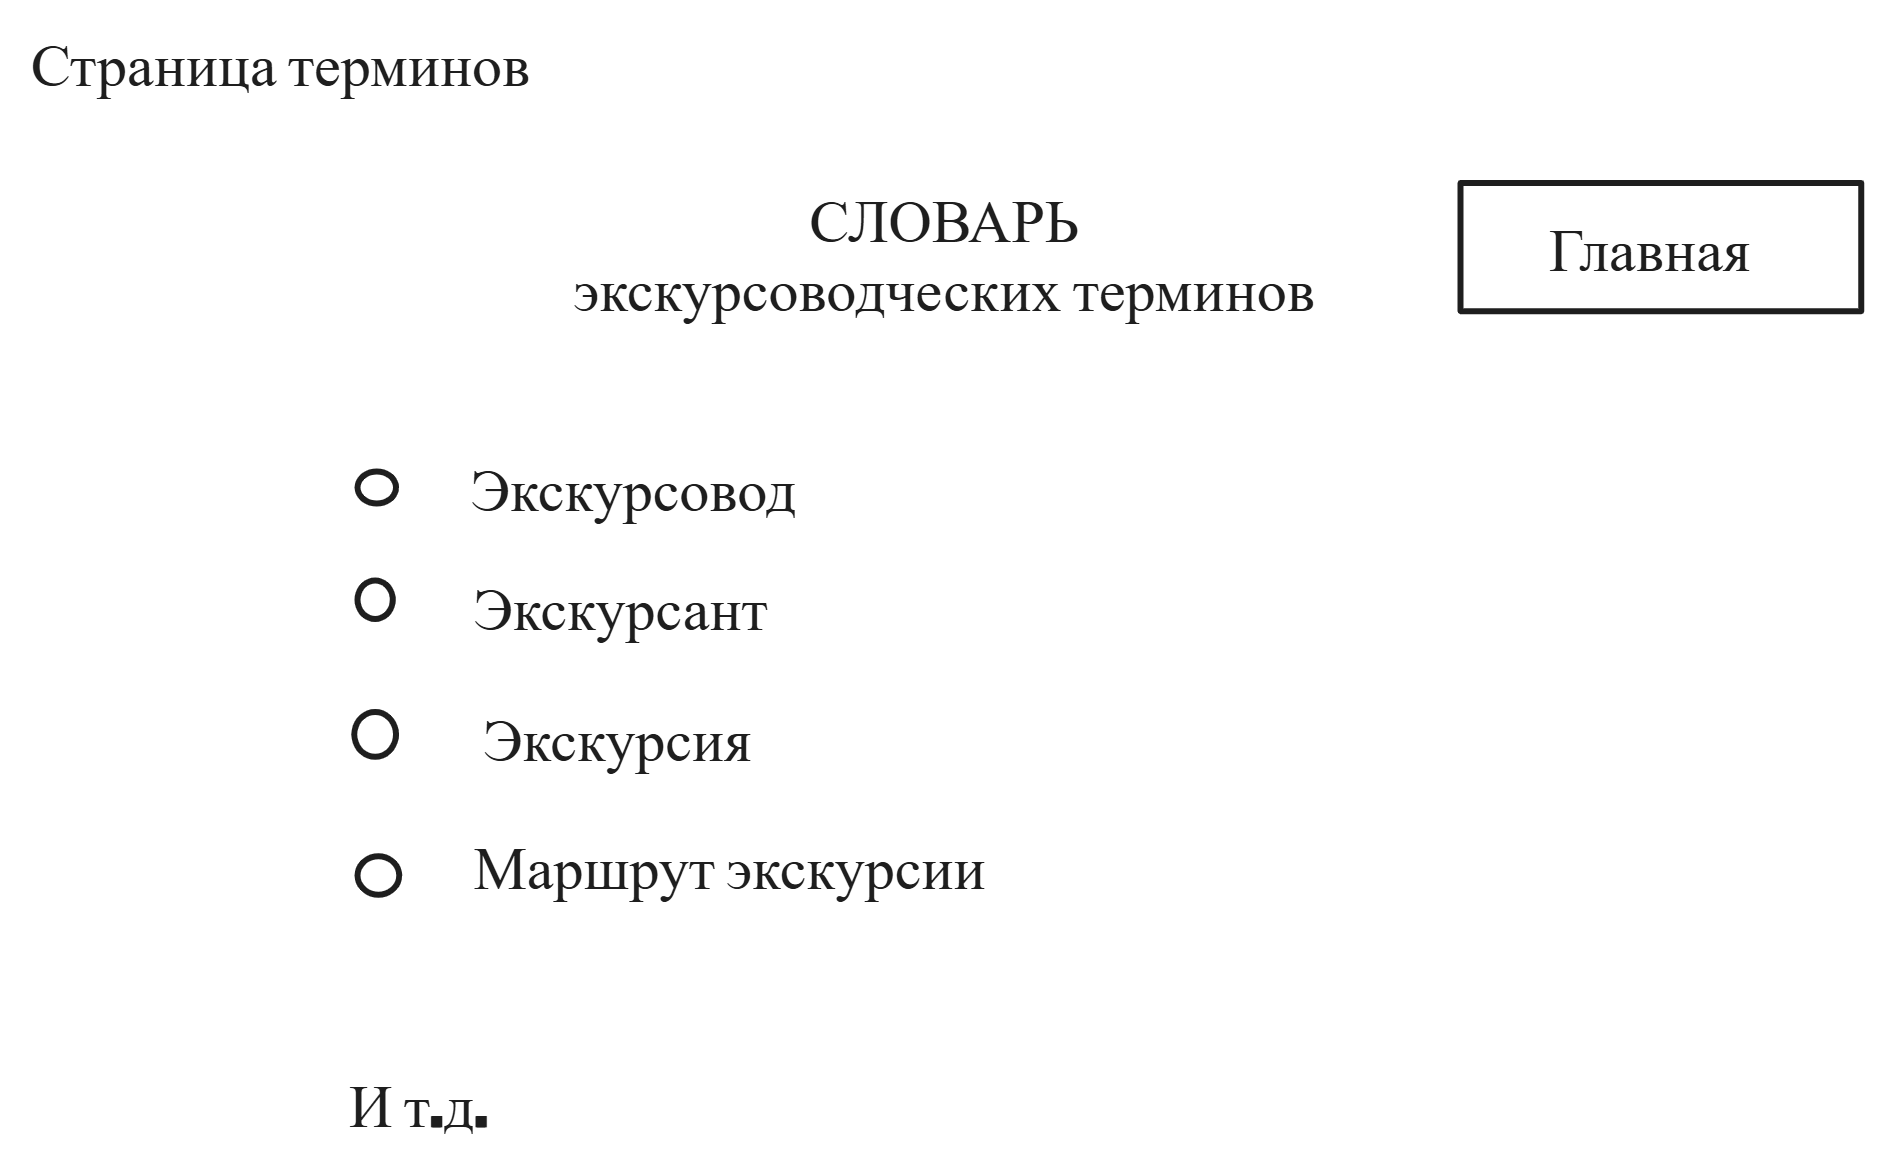 Страница терминов
СЛОВАРЬ
экскурсоводческих терминов
Главная
Экскурсовод
Экскурсант
Экскурсия
Маршрут экскурсии
И т.д.